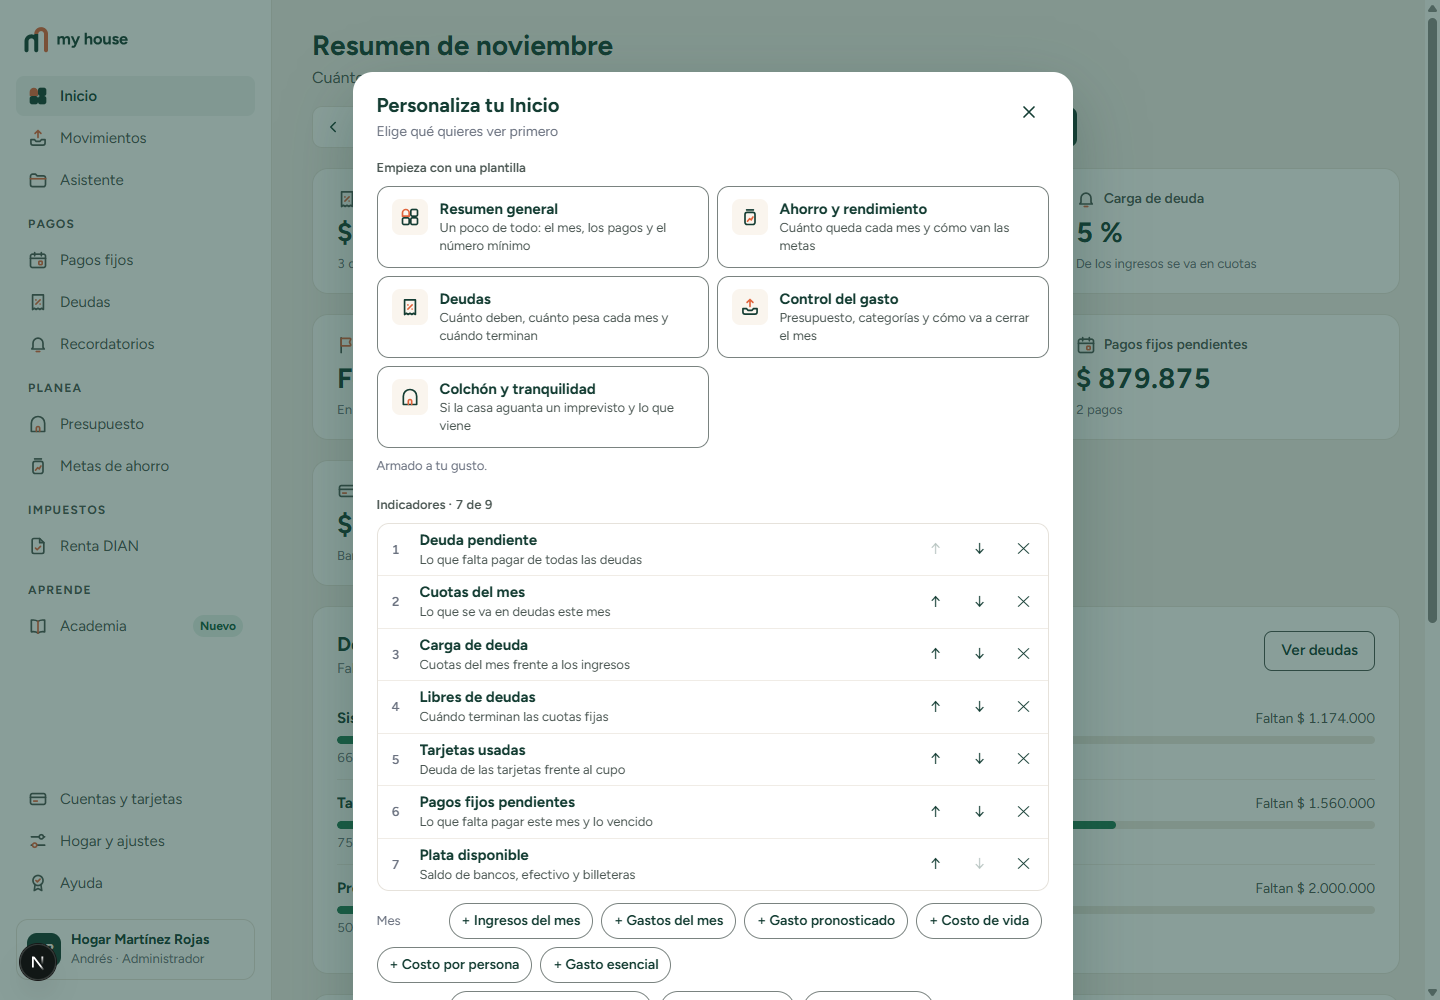 my house
Inicio
Movimientos
Asistente
PAGOS
Pagos fijos
Deudas
Recordatorios
PLANEA
Presupuesto
Metas de ahorro
IMPUESTOS
Renta DIAN
APRENDE
Academia
Nuevo
Cuentas y tarjetas
Hogar y ajustes
Ayuda
Hogar Martínez Rojas
Andrés · Administrador
N
Resumen de noviembre
Personaliza tu Inicio
Elige qué quieres ver primero
Empieza con una plantilla
Resumen general
Un poco de todo: el mes, los pagos y el
número mínimo
Ahorro y rendimiento
Cuánto queda cada mes y cómo van las
metas
Deudas
Cuánto deben, cuánto pesa cada mes y
cuándo terminan
Control del gasto
Presupuesto, categorías y cómo va a cerrar
el mes
Colchón y tranquilidad
Si la casa aguanta un imprevisto y lo que
viene
Armado a tu gusto.
Indicadores · 7 de 9
1 Deuda pendiente
Lo que falta pagar de todas las deudas
2 Cuotas del mes
Lo que se va en deudas este mes
3 Carga de deuda
Cuotas del mes frente a los ingresos
4 Libres de deudas
Cuándo terminan las cuotas fijas
5 Tarjetas usadas
Deuda de las tarjetas frente al cupo
6 Pagos fijos pendientes
Lo que falta pagar este mes y lo vencido
7 Plata disponible
Saldo de bancos, efectivo y billeteras
Mes + Ingresos del mes + Gastos del mes + Gasto pronosticado + Costo de vida
+ Costo por persona + Gasto esencial
Carga de deuda
5 %
De los ingresos se va en cuotas
Pagos fijos pendientes
$ 879.875
2 pagos
Ver deudas
Faltan $ 1.174.000
Faltan $ 1.560.000
Faltan $ 2.000.000